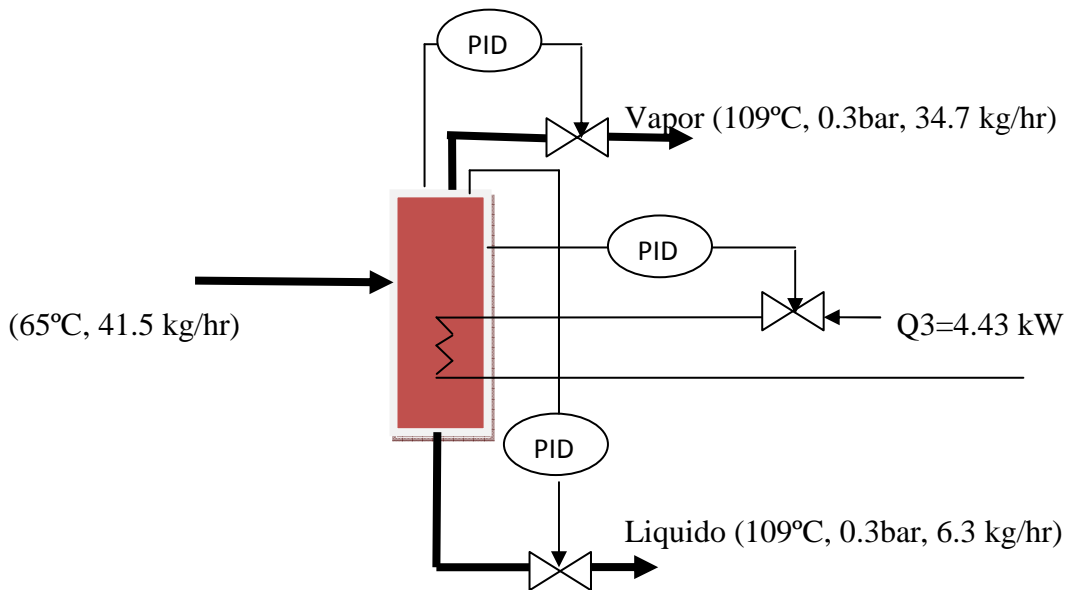 PID
Vapor (109ºC, 0.3bar, 34.7 kg/hr)
PID
(65ºC, 41.5 kg/hr)
Q3=4.43 kW
PID
Liquido (109ºC, 0.3bar, 6.3 kg/hr)